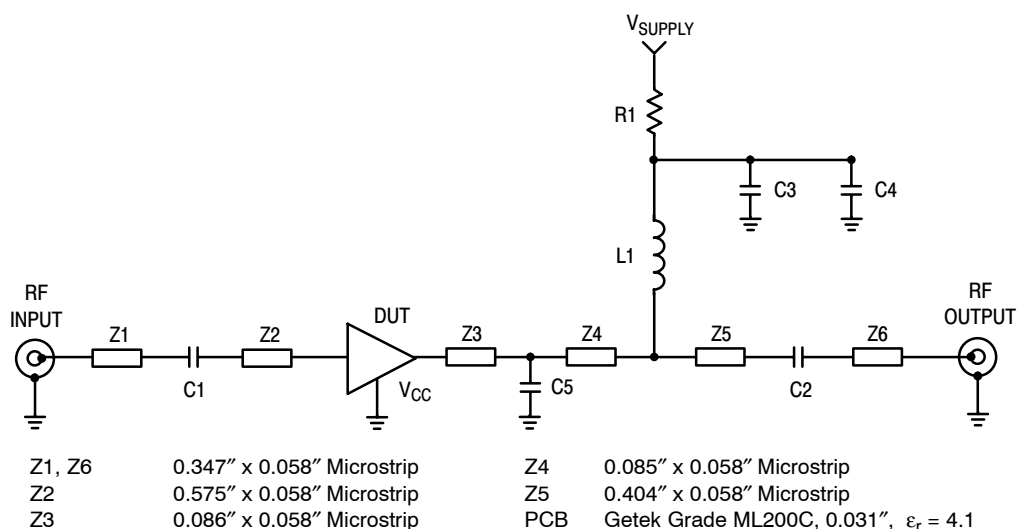 V_SUPPLY
R1
C3
C4
L1
RF
INPUT
RF
OUTPUT
DUT
Z1
Z2
Z3
Z4
Z5
Z6
C1
V_CC
C5
C2
Z1, Z6 0.347″ x 0.058″ Microstrip
Z2 0.575″ x 0.058″ Microstrip
Z3 0.086″ x 0.058″ Microstrip
Z4 0.085″ x 0.058″ Microstrip
Z5 0.404″ x 0.058″ Microstrip
PCB Getek Grade ML200C, 0.031″, ε_r = 4.1